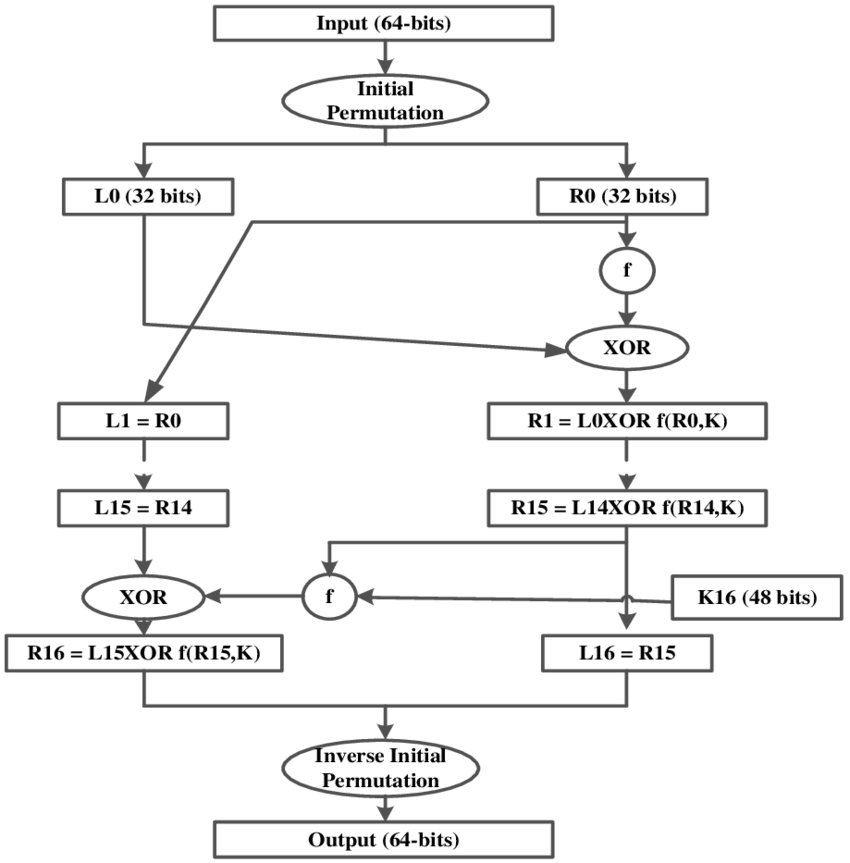 Input (64-bits)
Initial
Permutation
L0 (32 bits)
R0 (32 bits)
f
XOR
L1 = R0
R1 = L0XOR f(R0,K)
L15 = R14
R15 = L14XOR f(R14,K)
XOR
f
K16 (48 bits)
R16 = L15XOR f(R15,K)
L16 = R15
Inverse Initial
Permutation
Output (64-bits)